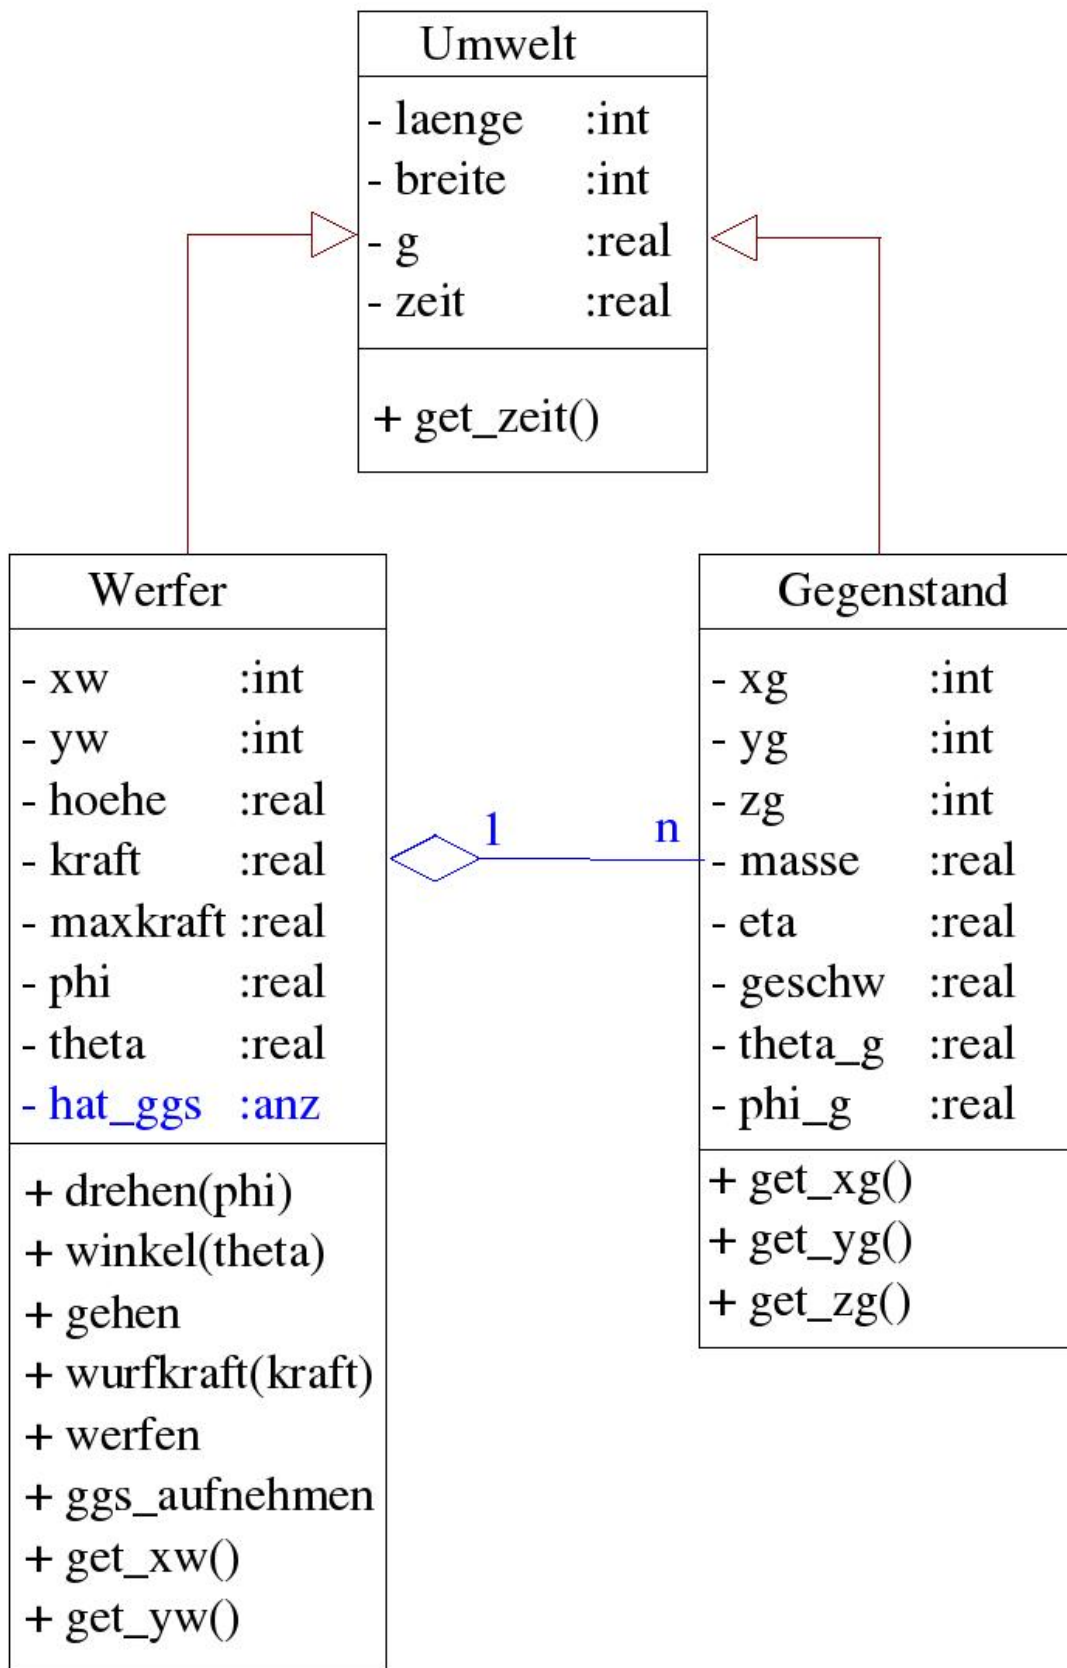 Umwelt
- laenge :int
- breite :int
- g :real
- zeit :real
+ get_zeit()
Werfer
- xw :int
- yw :int
- hoehe :real
- kraft :real
- maxkraft :real
- phi :real
- theta :real
- hat_ggs :anz
+ drehen(phi)
+ winkel(theta)
+ gehen
+ wurfkraft(kraft)
+ werfen
+ ggs_aufnehmen
+ get_xw()
+ get_yw()
1 n
Gegenstand
- xg :int
- yg :int
- zg :int
- masse :real
- eta :real
- geschw :real
- theta_g :real
- phi_g :real
+ get_xg()
+ get_yg()
+ get_zg()